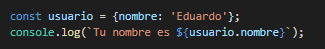 const usuario = {nombre: 'Eduardo'};
console.log(`Tu nombre es ${usuario.nombre}`);